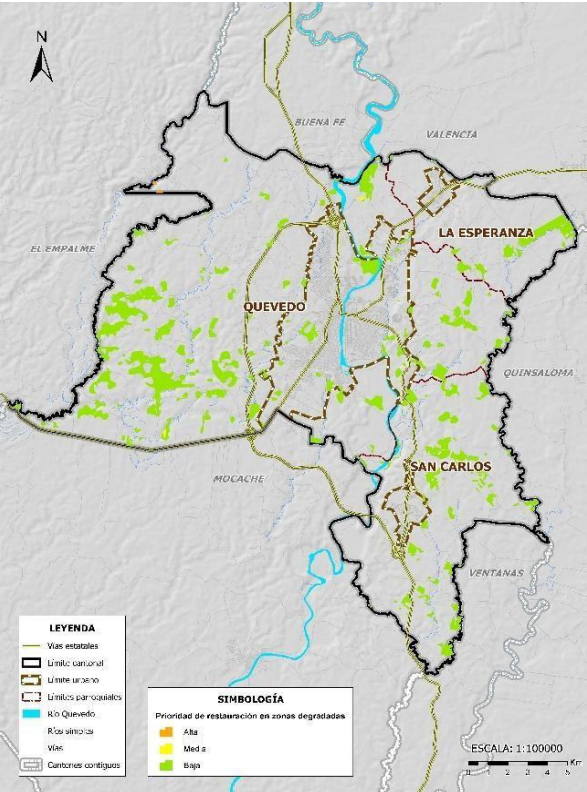 N
BUENA FE
VALENCIA
EL EMPALME
LA ESPERANZA
QUEVEDO
QUINSALOMA
MOCACHE
SAN CARLOS
VENTANAS
LEYENDA
Vías estatales
Límite cantonal
Límite urbano
Límites parroquiales
Río Quevedo
Ríos simples
Vías
Cantones contiguos
SIMBOLOGÍA
Prioridad de restauración en zonas degradadas
Alta
Media
Baja
ESCALA: 1:100000
0 1 2 3 4 5 Km